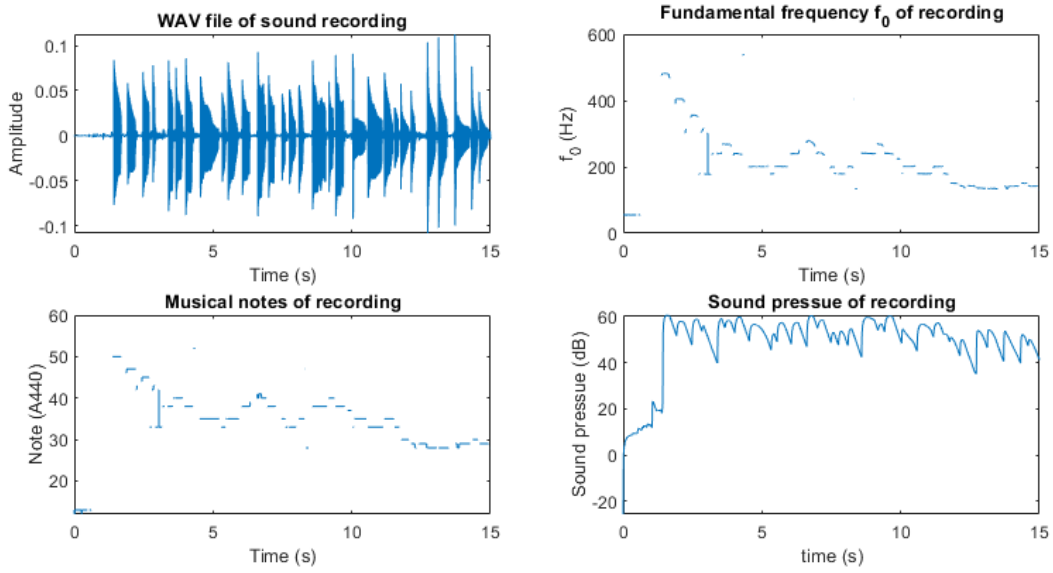 WAV file of sound recording
0.1
0.05
0
-0.05
-0.1
Amplitude
0 5 10 15
Time (s)
Fundamental frequency f0 of recording
600
400
200
0
f0 (Hz)
0 5 10 15
Time (s)
Musical notes of recording
60
50
40
30
20
Note (A440)
0 5 10 15
Time (s)
Sound pressue of recording
60
40
20
0
-20
Sound pressue (dB)
0 5 10 15
time (s)